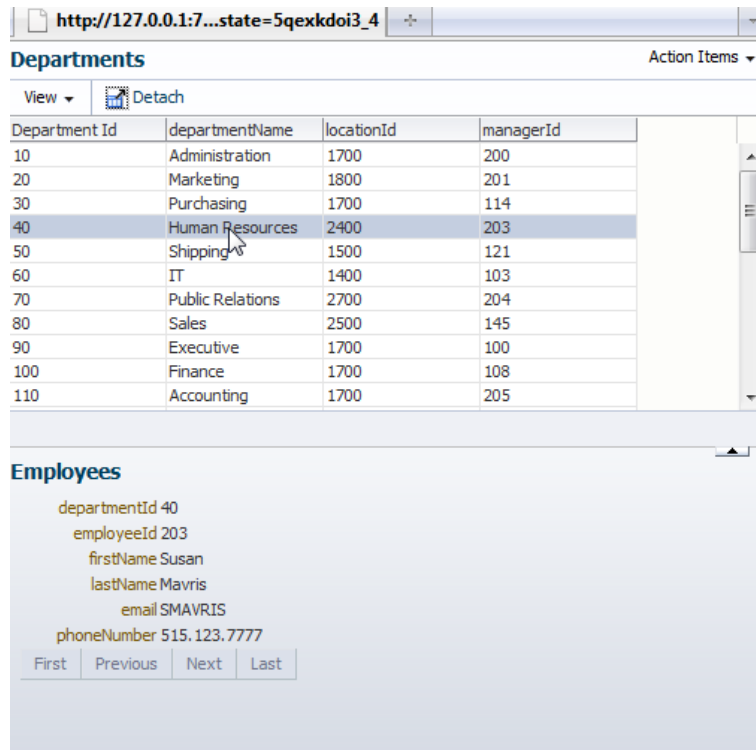 http://127.0.0.1:7...state=5qexkdoi3_4
Departments Action Items
View Detach
Department Id departmentName locationId managerId
10 Administration 1700 200
20 Marketing 1800 201
30 Purchasing 1700 114
40 Human Resources 2400 203
50 Shipping 1500 121
60 IT 1400 103
70 Public Relations 2700 204
80 Sales 2500 145
90 Executive 1700 100
100 Finance 1700 108
110 Accounting 1700 205
Employees
departmentId 40
employeeId 203
firstName Susan
lastName Mavris
email SMAVRIS
phoneNumber 515.123.7777
First Previous Next Last